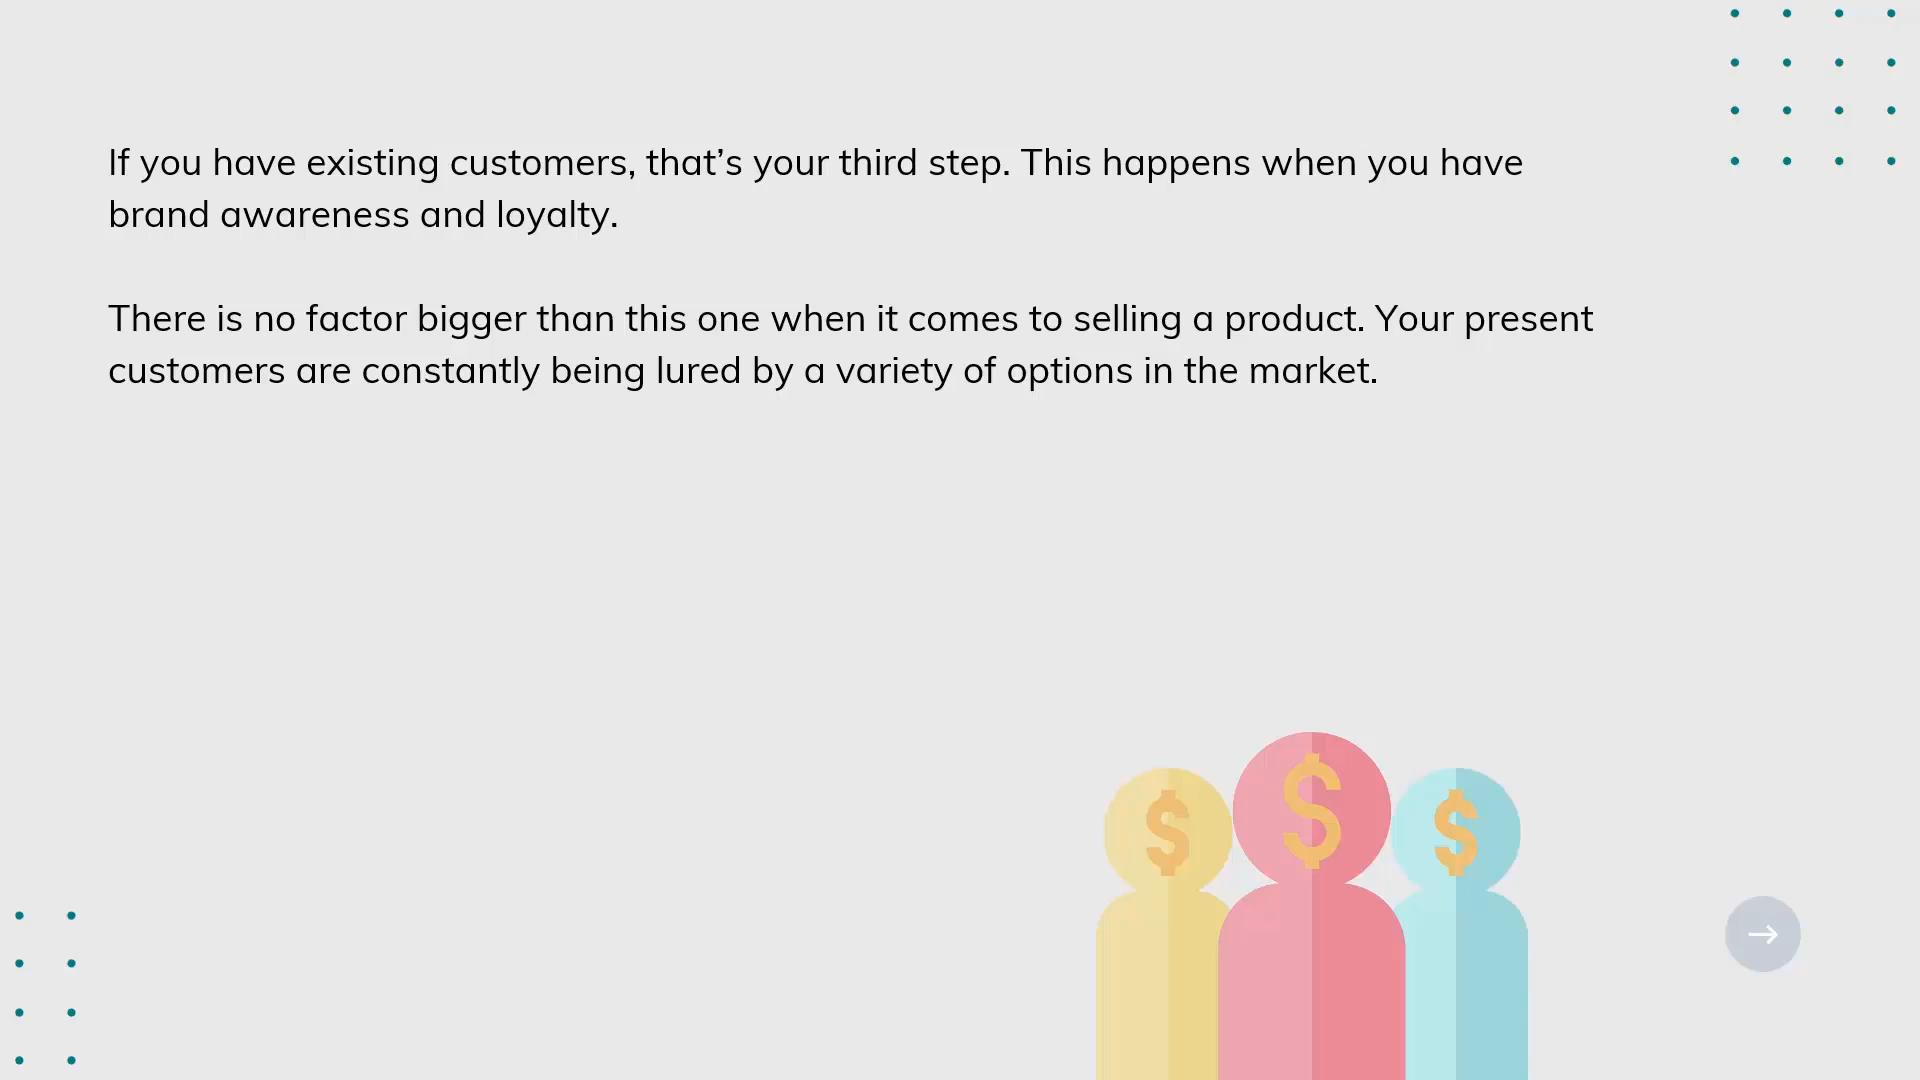 If you have existing customers, that’s your third step. This happens when you have
brand awareness and loyalty.
There is no factor bigger than this one when it comes to selling a product. Your present
customers are constantly being lured by a variety of options in the market.
$ $ $